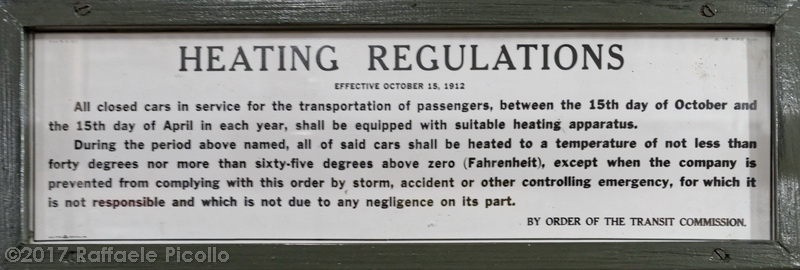 HEATING REGULATIONS
EFFECTIVE OCTOBER 15, 1912
All closed cars in service for the transportation of passengers, between the 15th day of October and
the 15th day of April in each year, shall be equipped with suitable heating apparatus.
During the period above named, all of said cars shall be heated to a temperature of not less than
forty degrees nor more than sixty-five degrees above zero (Fahrenheit), except when the company is
prevented from complying with this order by storm, accident or other controlling emergency, for which it
is not responsible and which is not due to any negligence on its part.
BY ORDER OF THE TRANSIT COMMISSION.
©2017 Raffaele Picollo